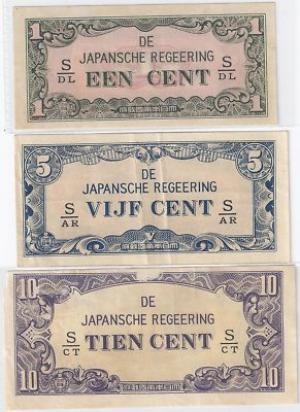 DE
JAPANSCHE REGEERING
S S
DL DL
EEN CENT
1 1
5 5
DE
JAPANSCHE REGEERING
VIJF CENT
S S
AR AR
10 10
DE
JAPANSCHE REGEERING
S S
CT CT
TIEN CENT
10 10